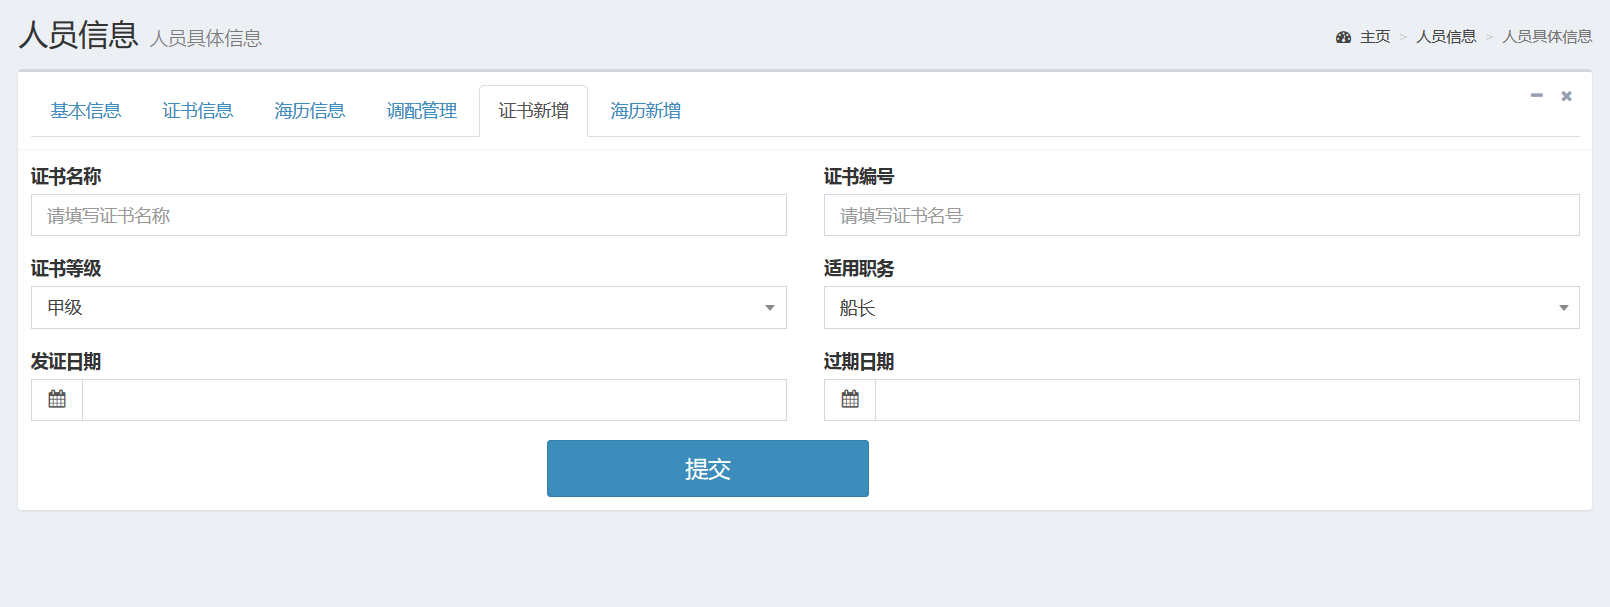 人员信息 人员具体信息
主页 > 人员信息 > 人员具体信息
基本信息 证书信息 海历信息 调配管理 证书新增 海历新增
证书名称 证书编号
请填写证书名称 请填写证书名号
证书等级 适用职务
甲级 船长
发证日期 过期日期
提交